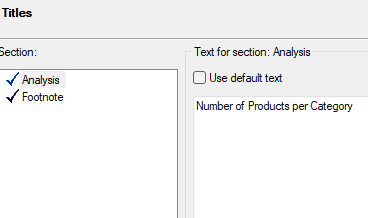 Titles
Section:
Text for section: Analysis
Analysis
Footnote
Use default text
Number of Products per Category